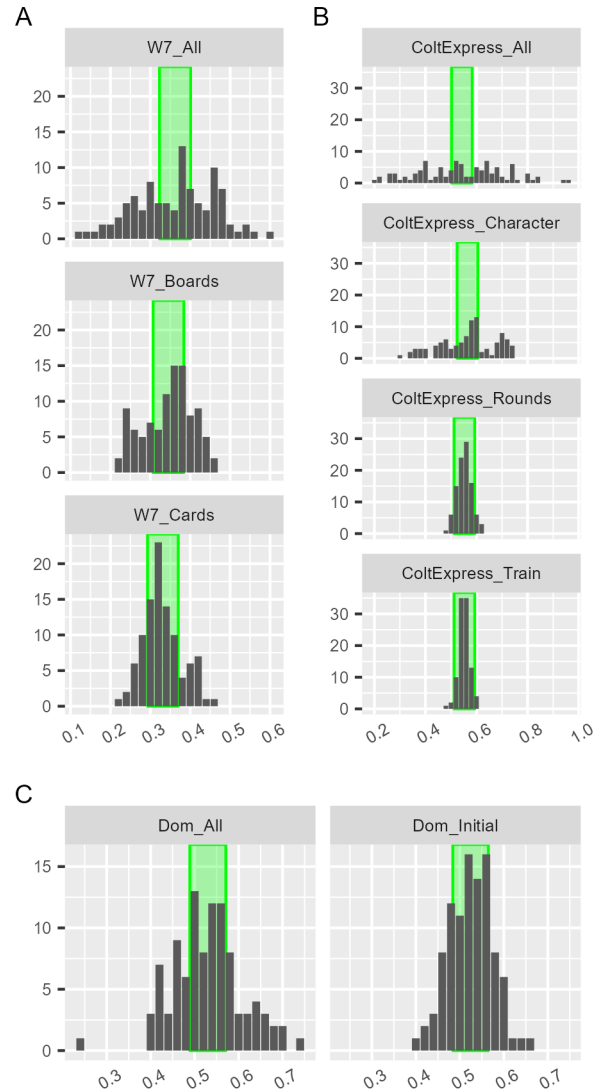 A
B
W7_All
20
15
10
5
0
W7_Boards
20
15
10
5
0
W7_Cards
20
15
10
5
0
0.1 0.2 0.3 0.4 0.5 0.6
ColtExpress_All
30
20
10
0
ColtExpress_Character
30
20
10
0
ColtExpress_Rounds
30
20
10
0
ColtExpress_Train
30
20
10
0
0.2 0.4 0.6 0.8 1.0
C
Dom_All
Dom_Initial
15
10
5
0
0.3 0.4 0.5 0.6 0.7
0.3 0.4 0.5 0.6 0.7